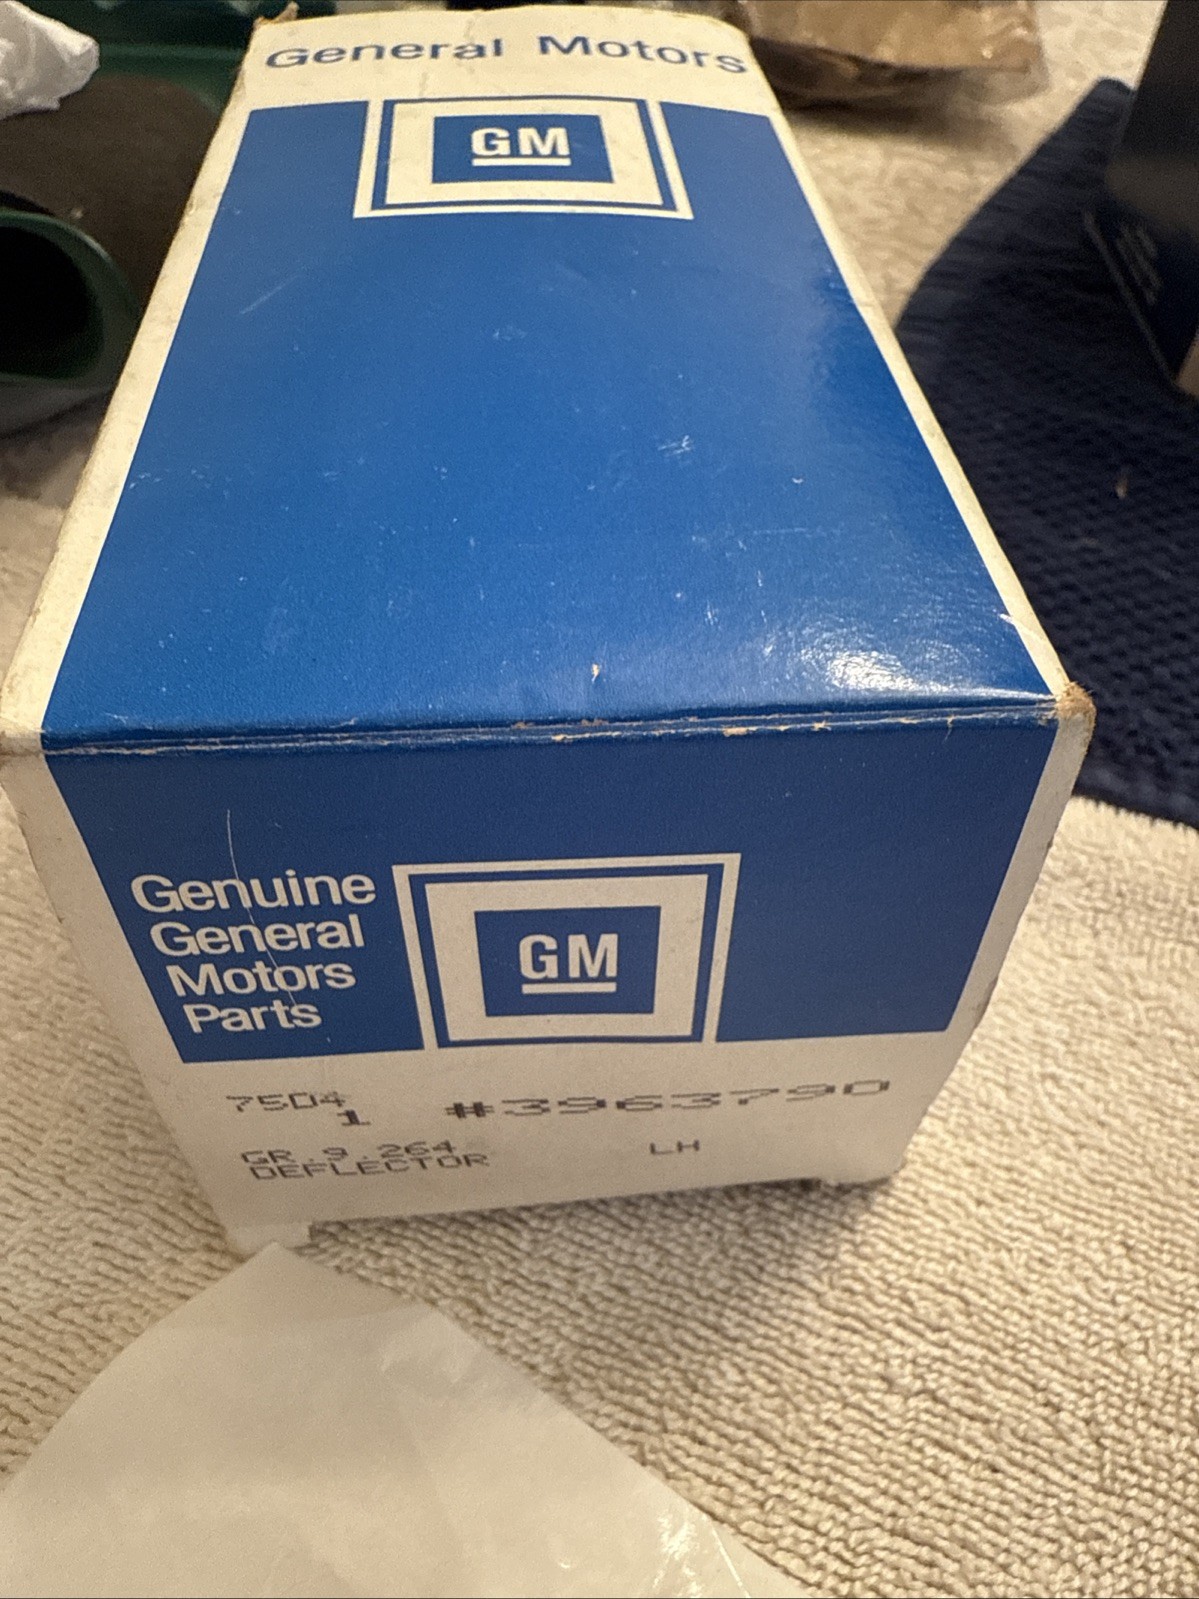 General Motors
GM
Genuine
General
Motors
Parts
GM
7504
1 #3963790
GR.9.264 LH
DEFLECTOR